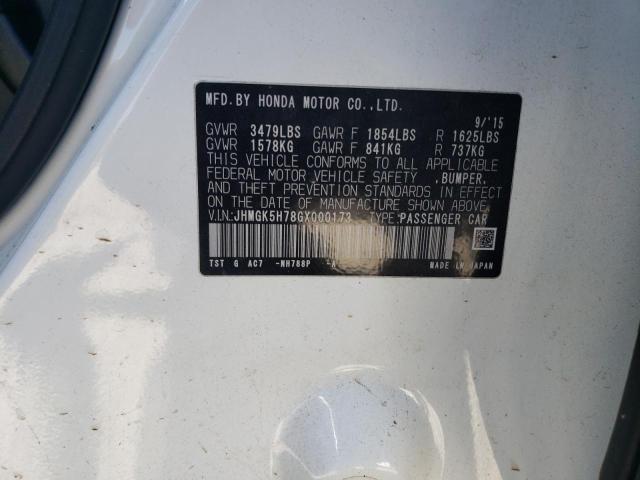 MFD.BY HONDA MOTOR CO.,LTD.
9/'15
GVWR 3479LBS GAWR F 1854LBS R 1625LBS
GVWR 1578KG GAWR F 841KG R 737KG
THIS VEHICLE CONFORMS TO ALL APPLICABLE
FEDERAL MOTOR VEHICLE SAFETY ,BUMPER,
AND THEFT PREVENTION STANDARDS IN EFFECT
ON THE DATE OF MANUFACTURE SHOWN ABOVE.
V.I.N:JHMGK5H78GX000173 TYPE:PASSENGER CAR
TST G AC7 -NH788P -A MADE IN JAPAN